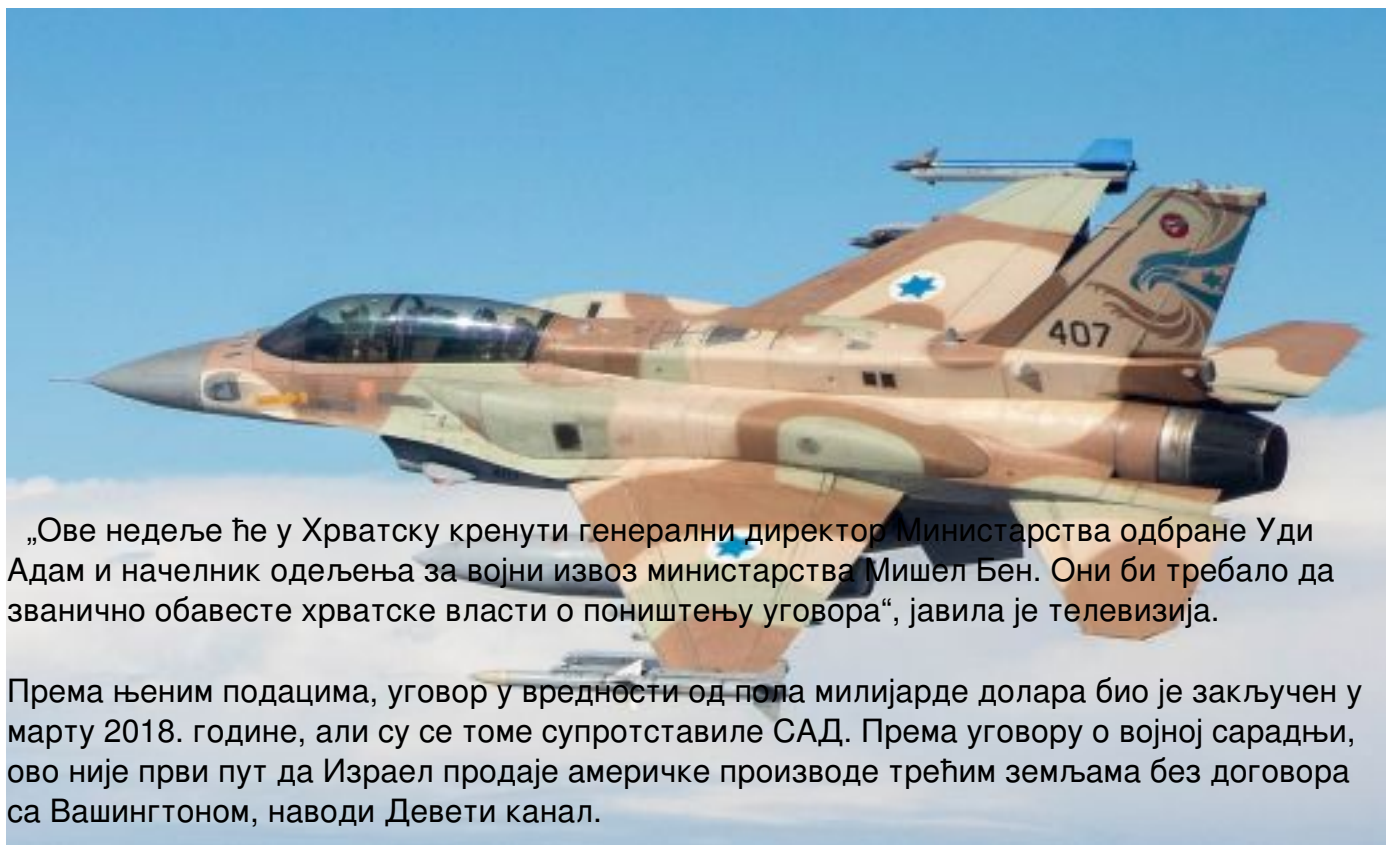 407
„Ове недеље ће у Хрватску кренути генерални директор Министарства одбране Уди
Адам и начелник одељења за војни извоз министарства Мишел Бен. Они би требало да
званично обавесте хрватске власти о поништењу уговора“, јавила је телевизија.
Према њеним подацима, уговор у вредности од пола милијарде долара био је закључен у
марту 2018. године, али су се томе супротставиле САД. Према уговору о војној сарадњи,
ово није први пут да Израел продаје америчке производе трећим земљама без договора
са Вашингтоном, наводи Девети канал.